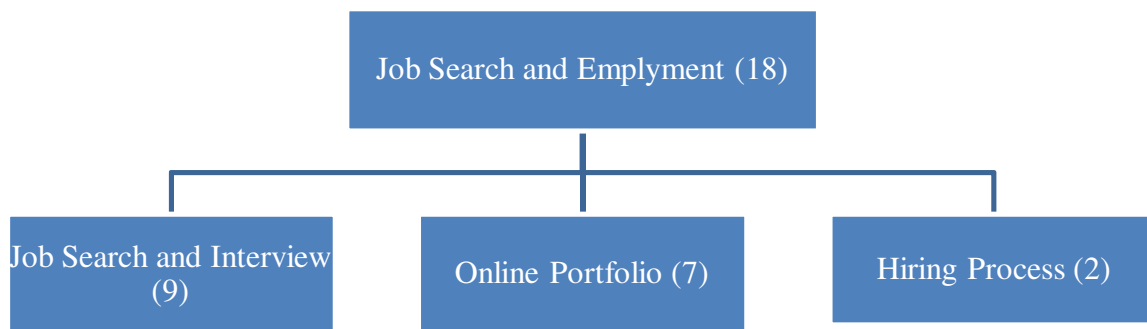 Job Search and Emplyment (18)
Job Search and Interview
(9)
Online Portfolio (7)
Hiring Process (2)